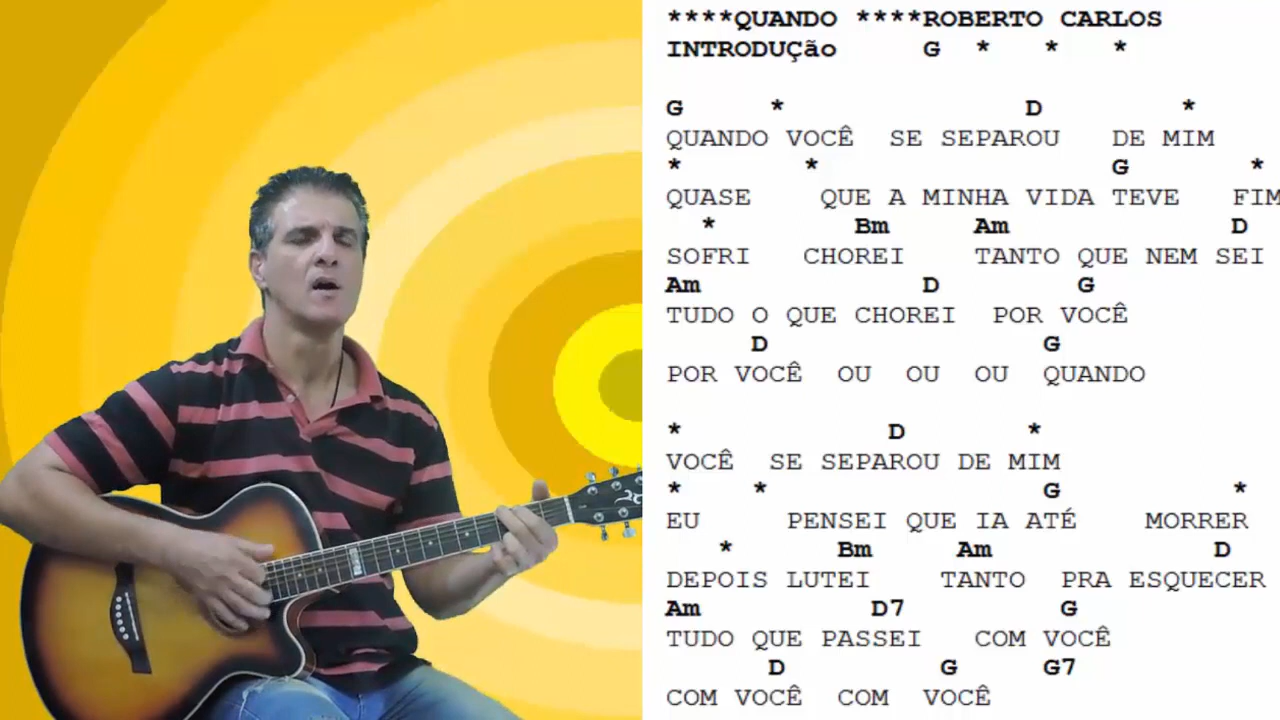 ****QUANDO ****ROBERTO CARLOS
INTRODUÇão G * * *
G * D *
QUANDO VOCÊ SE SEPAROU DE MIM
* * G *
QUASE QUE A MINHA VIDA TEVE FIM
* Bm Am D
SOFRI CHOREI TANTO QUE NEM SEI
Am D G
TUDO O QUE CHOREI POR VOCÊ
D G
POR VOCÊ OU OU OU QUANDO
* D *
VOCÊ SE SEPAROU DE MIM
* * G *
EU PENSEI QUE IA ATÉ MORRER
* Bm Am D
DEPOIS LUTEI TANTO PRA ESQUECER
Am D7 G
TUDO QUE PASSEI COM VOCÊ
D G G7
COM VOCÊ COM VOCÊ